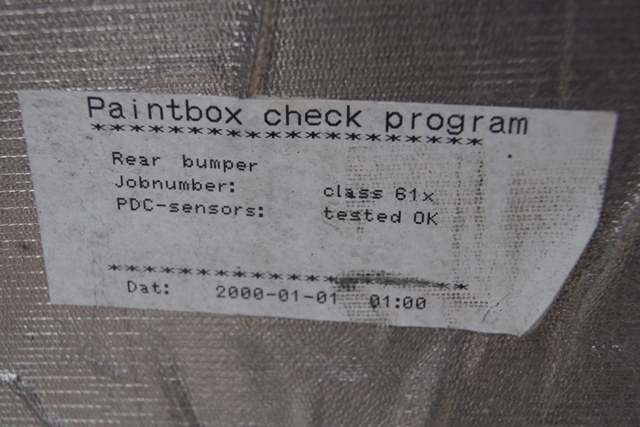 Paintbox check program
********************
Rear bumper
Jobnumber: class 61x
PDC-sensors: tested OK
********************
Dat: 2000-01-01 01:00